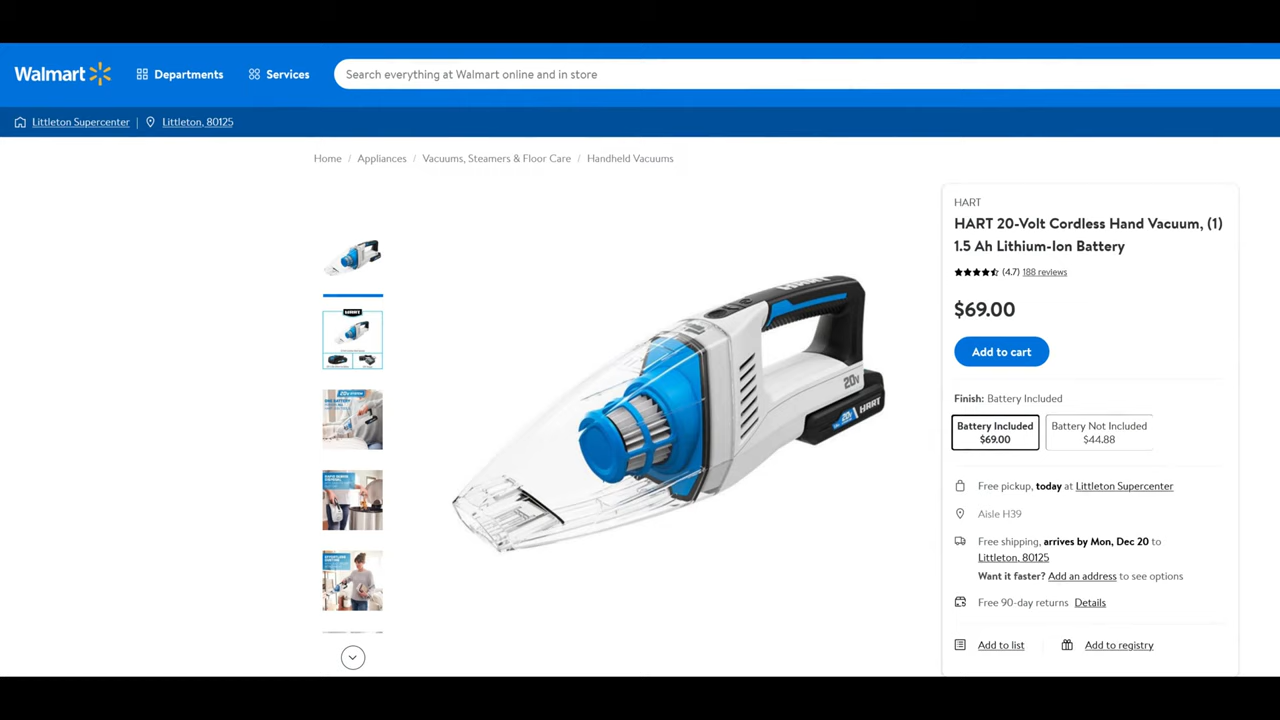 Walmart
Departments
Services
Search everything at Walmart online and in store
Littleton Supercenter | Littleton, 80125
Home / Appliances / Vacuums, Steamers & Floor Care / Handheld Vacuums
HART
HART 20-Volt Cordless Hand Vacuum, (1)
1.5 Ah Lithium-Ion Battery
(4.7) 188 reviews
$69.00
Add to cart
Finish: Battery Included
Battery Included
$69.00
Battery Not Included
$44.88
Free pickup, today at Littleton Supercenter
Aisle H39
Free shipping, arrives by Mon, Dec 20 to
Littleton, 80125
Want it faster? Add an address to see options
Free 90-day returns Details
Add to list
Add to registry
HART
20V
20V
HART
HART